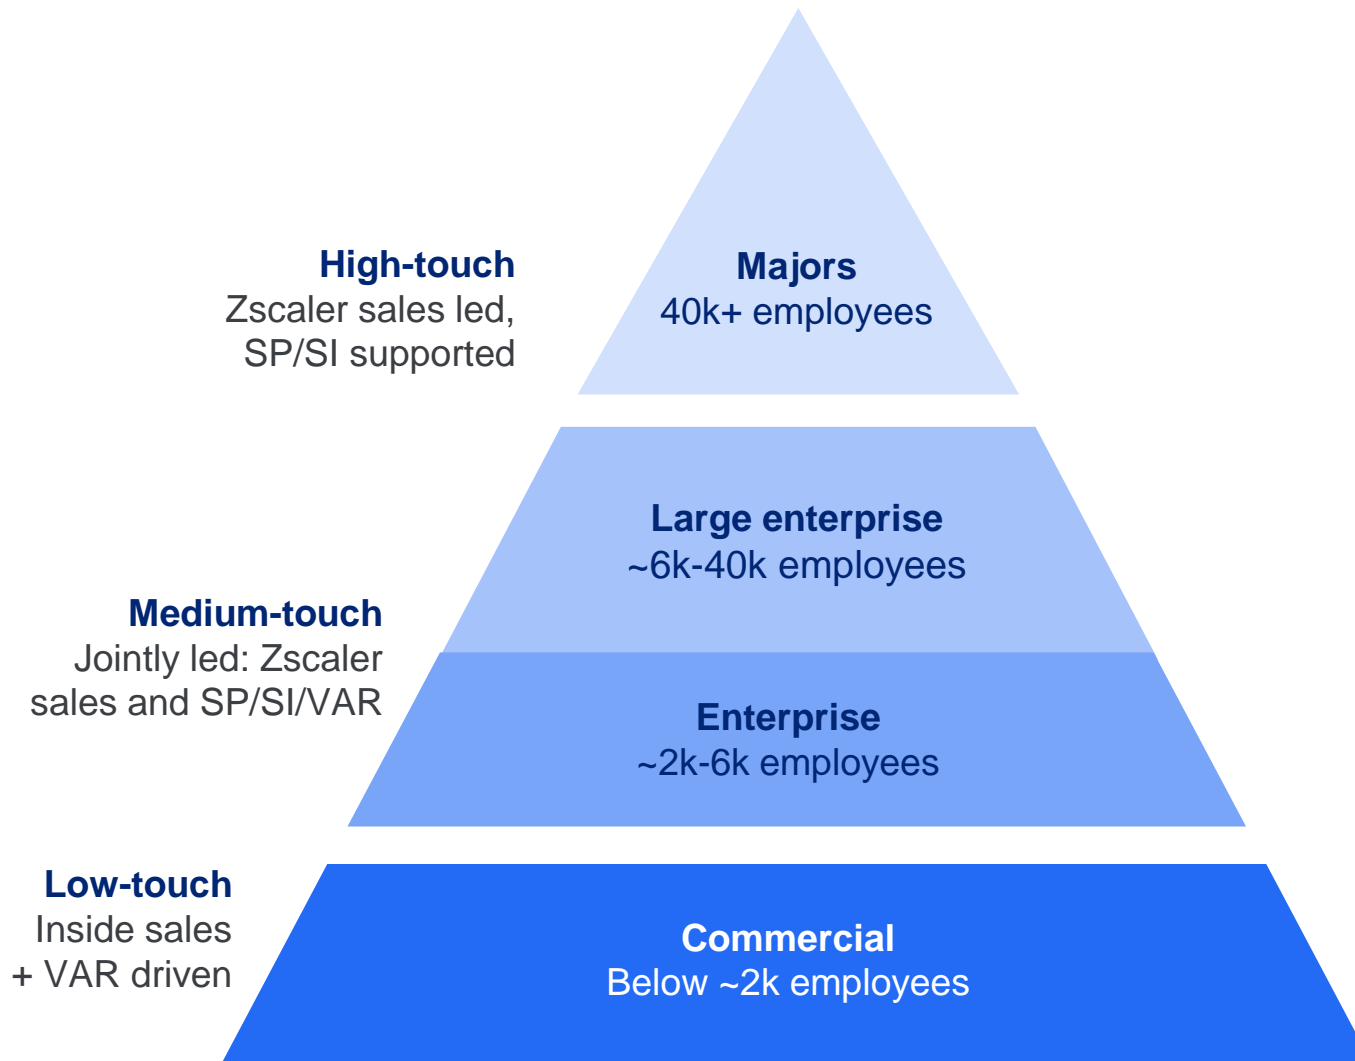 High-touch
Zscaler sales led,
SP/SI supported
Majors
40k+ employees
Large enterprise
~6k-40k employees
Medium-touch
Jointly led: Zscaler
sales and SP/SI/VAR
Enterprise
~2k-6k employees
Low-touch
Inside sales
+ VAR driven
Commercial
Below ~2k employees